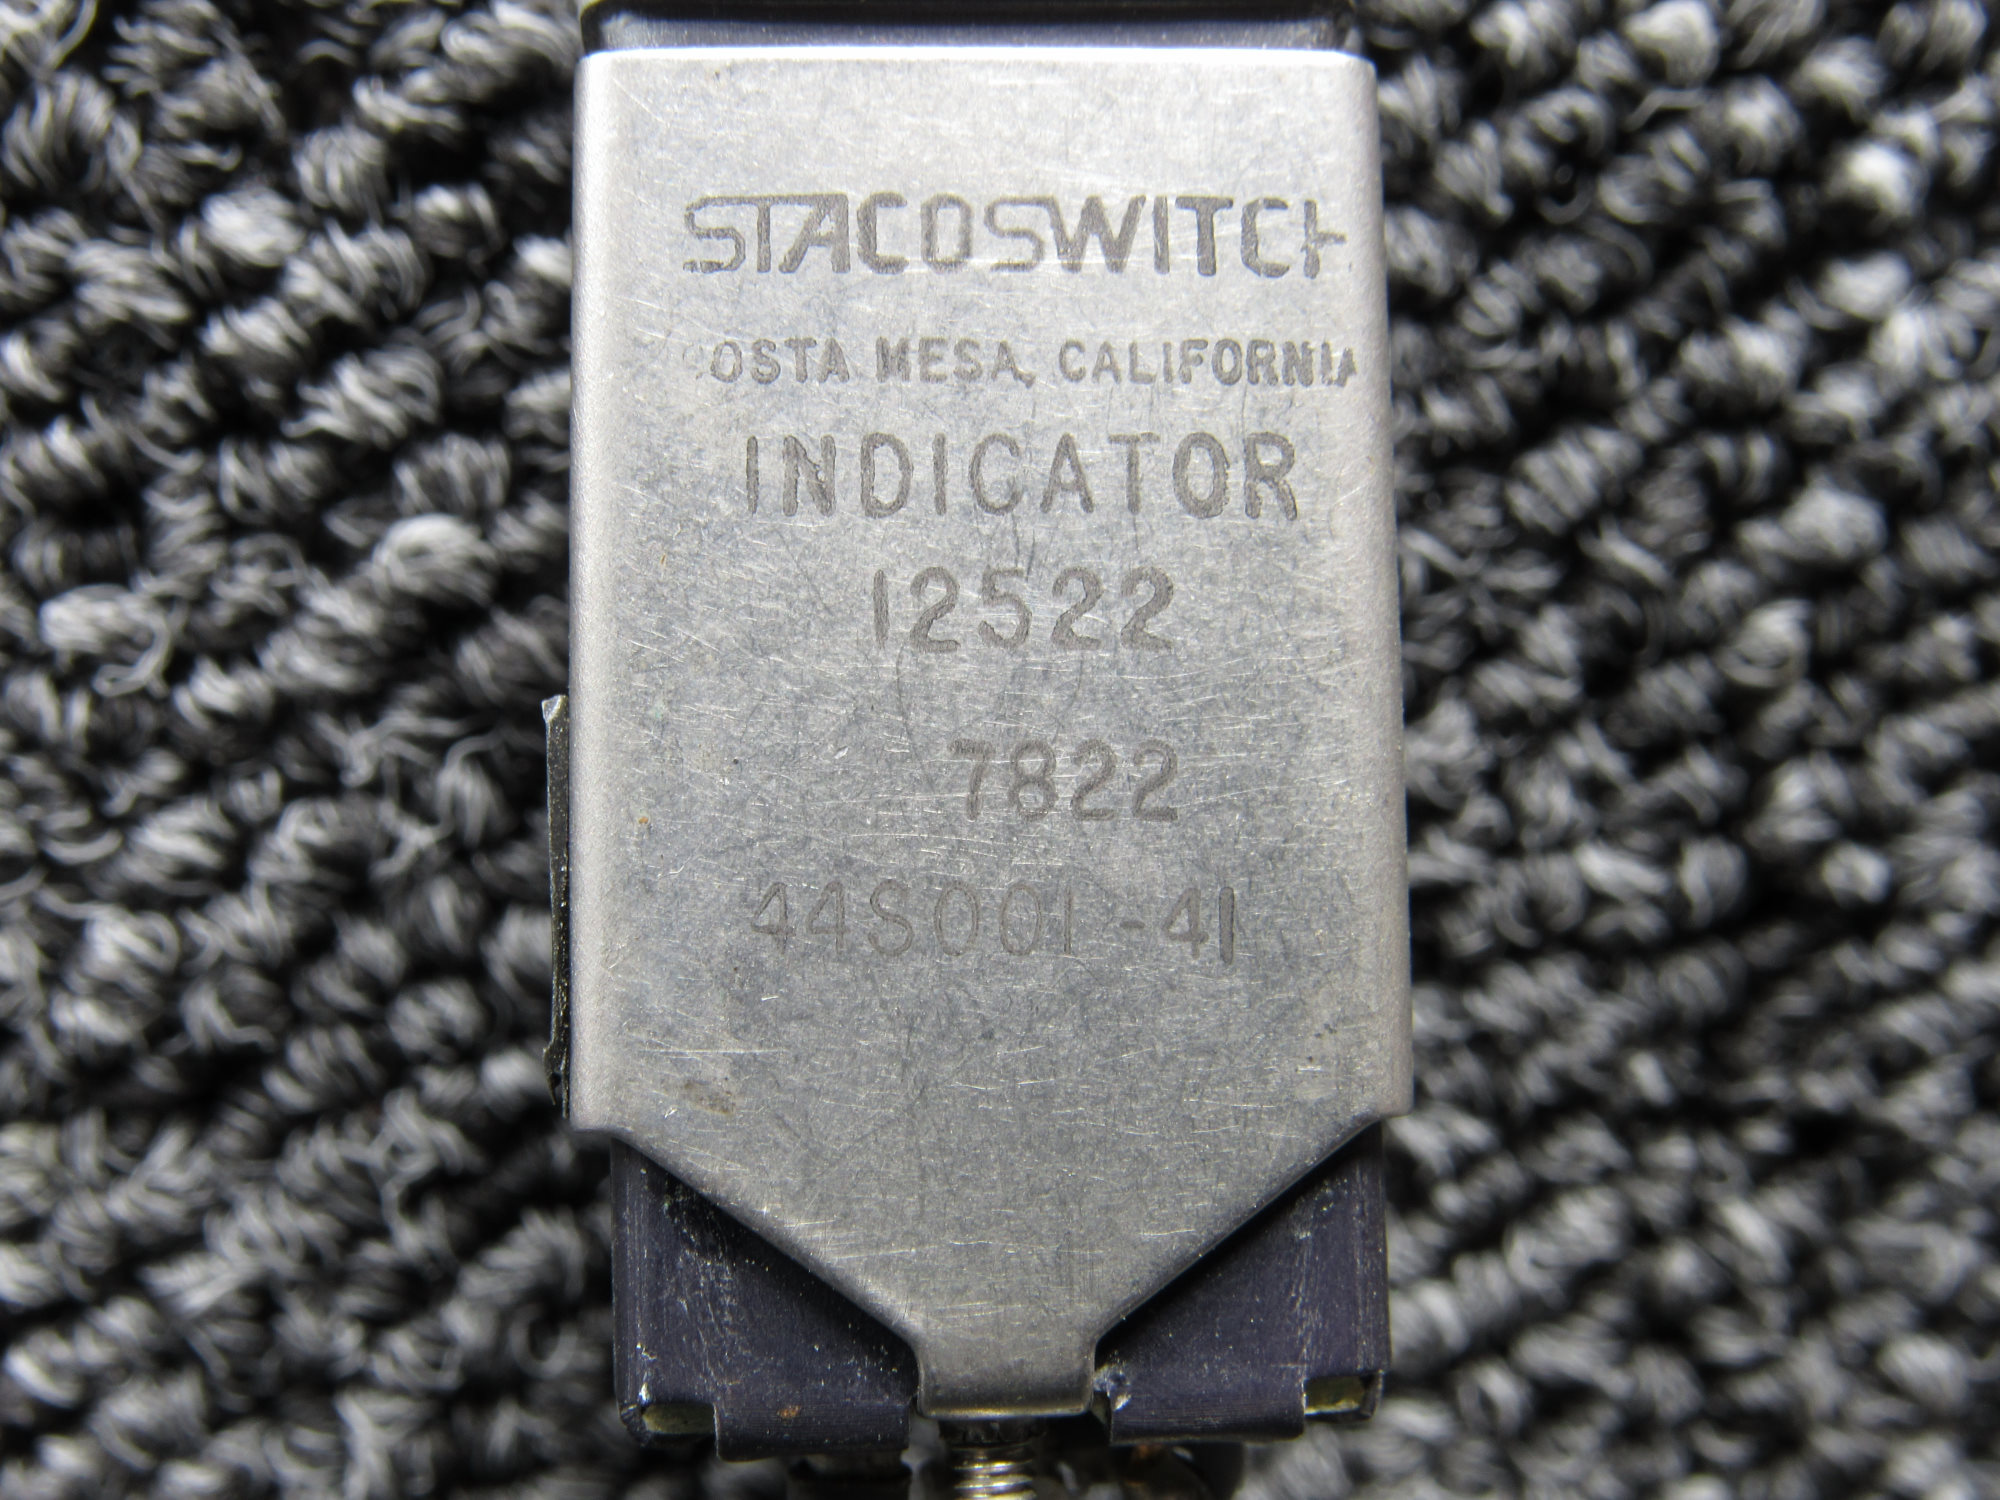 STACOSWITCH
COSTA MESA, CALIFORNIA
INDICATOR
12522
7822
44S001-41